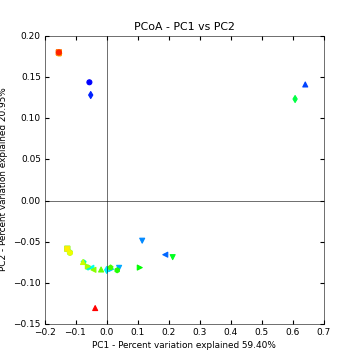 PCoA - PC1 vs PC2
0.20
0.15
0.10
0.05
0.00
−0.05
−0.10
−0.15
PC2 - Percent variation explained 20.95%
−0.2 −0.1 0.0 0.1 0.2 0.3 0.4 0.5 0.6 0.7
PC1 - Percent variation explained 59.40%